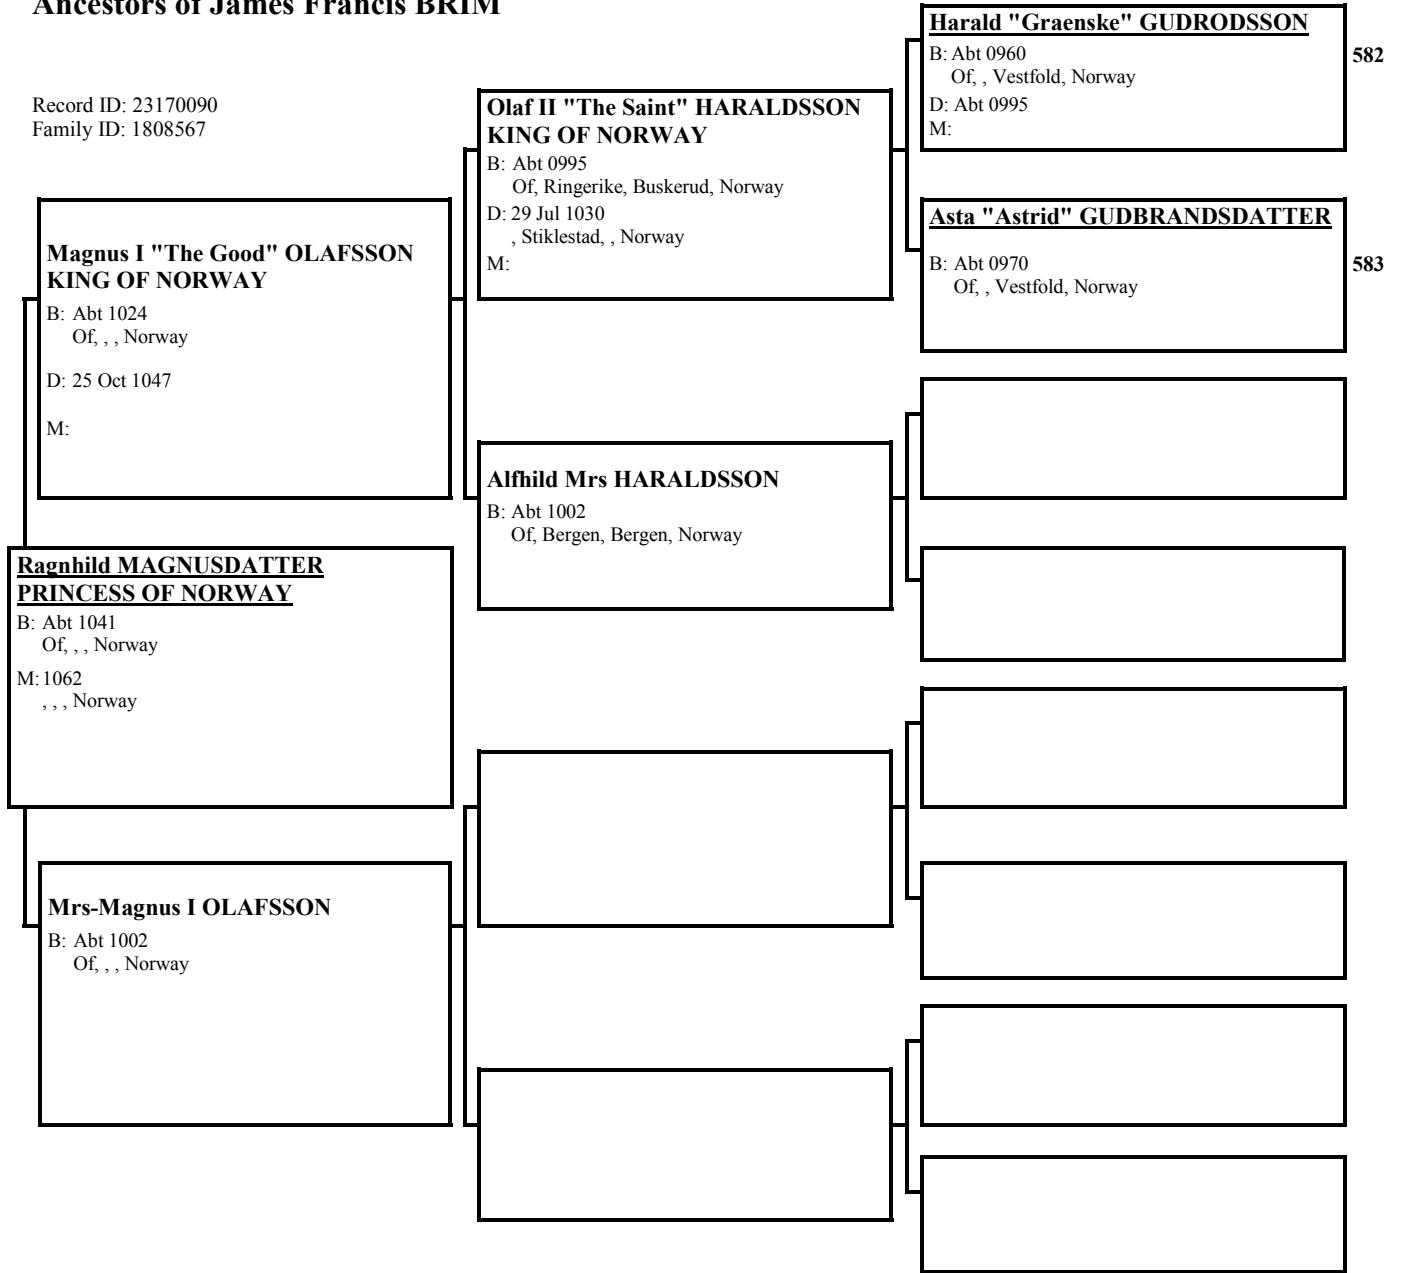 Ancestors of James Francis BRIM
Record ID: 23170090
Family ID: 1808567
Harald "Graenske" GUDRODSSON
B: Abt 0960
Of, , Vestfold, Norway
D: Abt 0995
M:
582
Olaf II "The Saint" HARALDSSON
KING OF NORWAY
B: Abt 0995
Of, Ringerike, Buskerud, Norway
D: 29 Jul 1030
, Stiklestad, , Norway
M:
Asta "Astrid" GUDBRANDSDATTER
B: Abt 0970
Of, , Vestfold, Norway
583
Magnus I "The Good" OLAFSSON
KING OF NORWAY
B: Abt 1024
Of, , , Norway
D: 25 Oct 1047
M:
Alfhild Mrs HARALDSSON
B: Abt 1002
Of, Bergen, Bergen, Norway
Ragnhild MAGNUSDATTER
PRINCESS OF NORWAY
B: Abt 1041
Of, , , Norway
M: 1062
, , , Norway
Mrs-Magnus I OLAFSSON
B: Abt 1002
Of, , , Norway